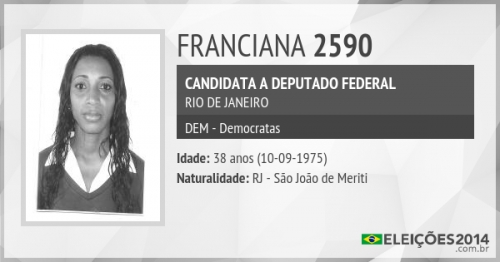 FRANCIANA 2590
CANDIDATA A DEPUTADO FEDERAL
RIO DE JANEIRO
DEM - Democratas
Idade: 38 anos (10-09-1975)
Naturalidade: RJ - São João de Meriti
ELEIÇÕES2014
.com.br